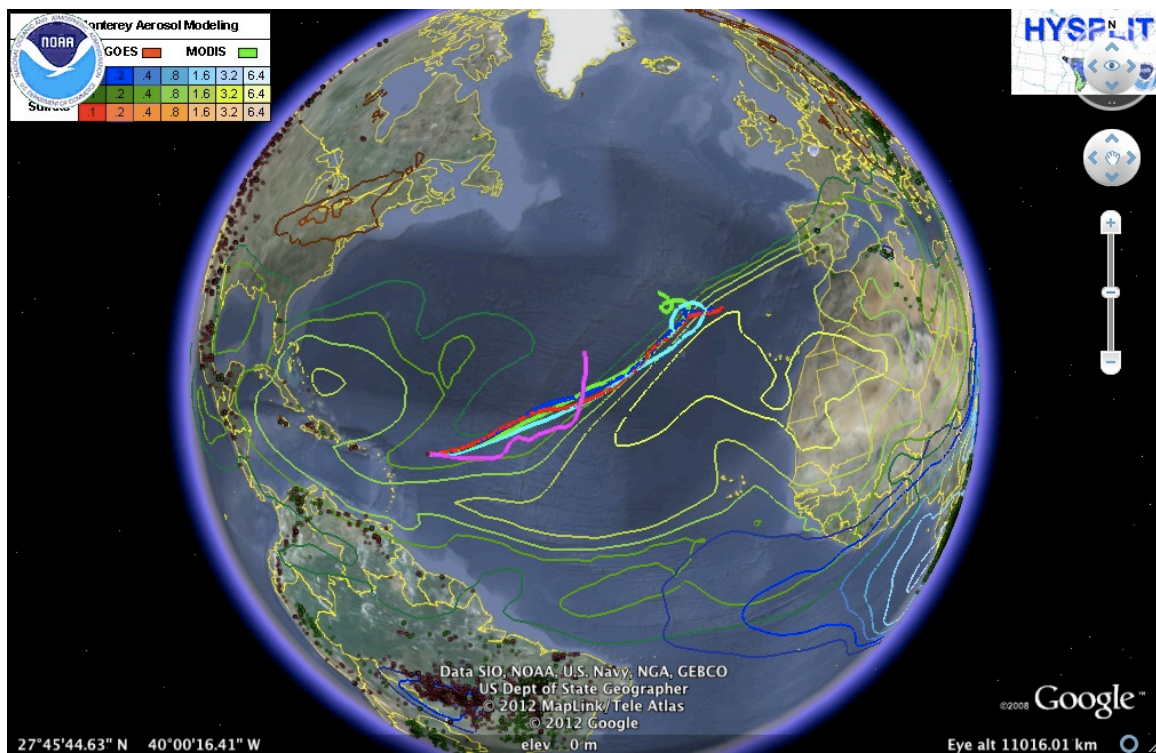 Monterey Aerosol Modeling
NOAA
GOES MODIS
.2 .4 .8 1.6 3.2 6.4
.2 .4 .8 1.6 3.2 6.4
.1 .2 .4 .8 1.6 3.2 6.4
HYSPLIT
N
Data SIO, NOAA, U.S. Navy, NGA, GEBCO
US Dept of State Geographer
© 2012 MapLink/Tele Atlas
© 2012 Google
©2008 Google™
27°45'44.63" N 40°00'16.41" W
elev 0 m
Eye alt 11016.01 km